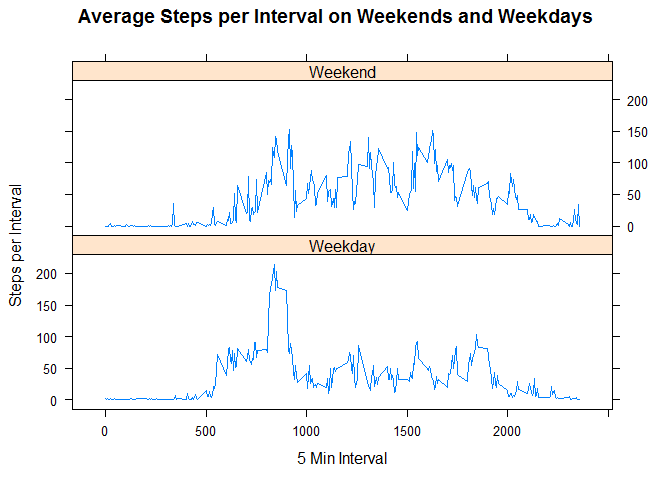 Average Steps per Interval on Weekends and Weekdays
Weekend
200
150
100
50
0
Weekday
200
150
100
50
0
0 500 1000 1500 2000
5 Min Interval
Steps per Interval